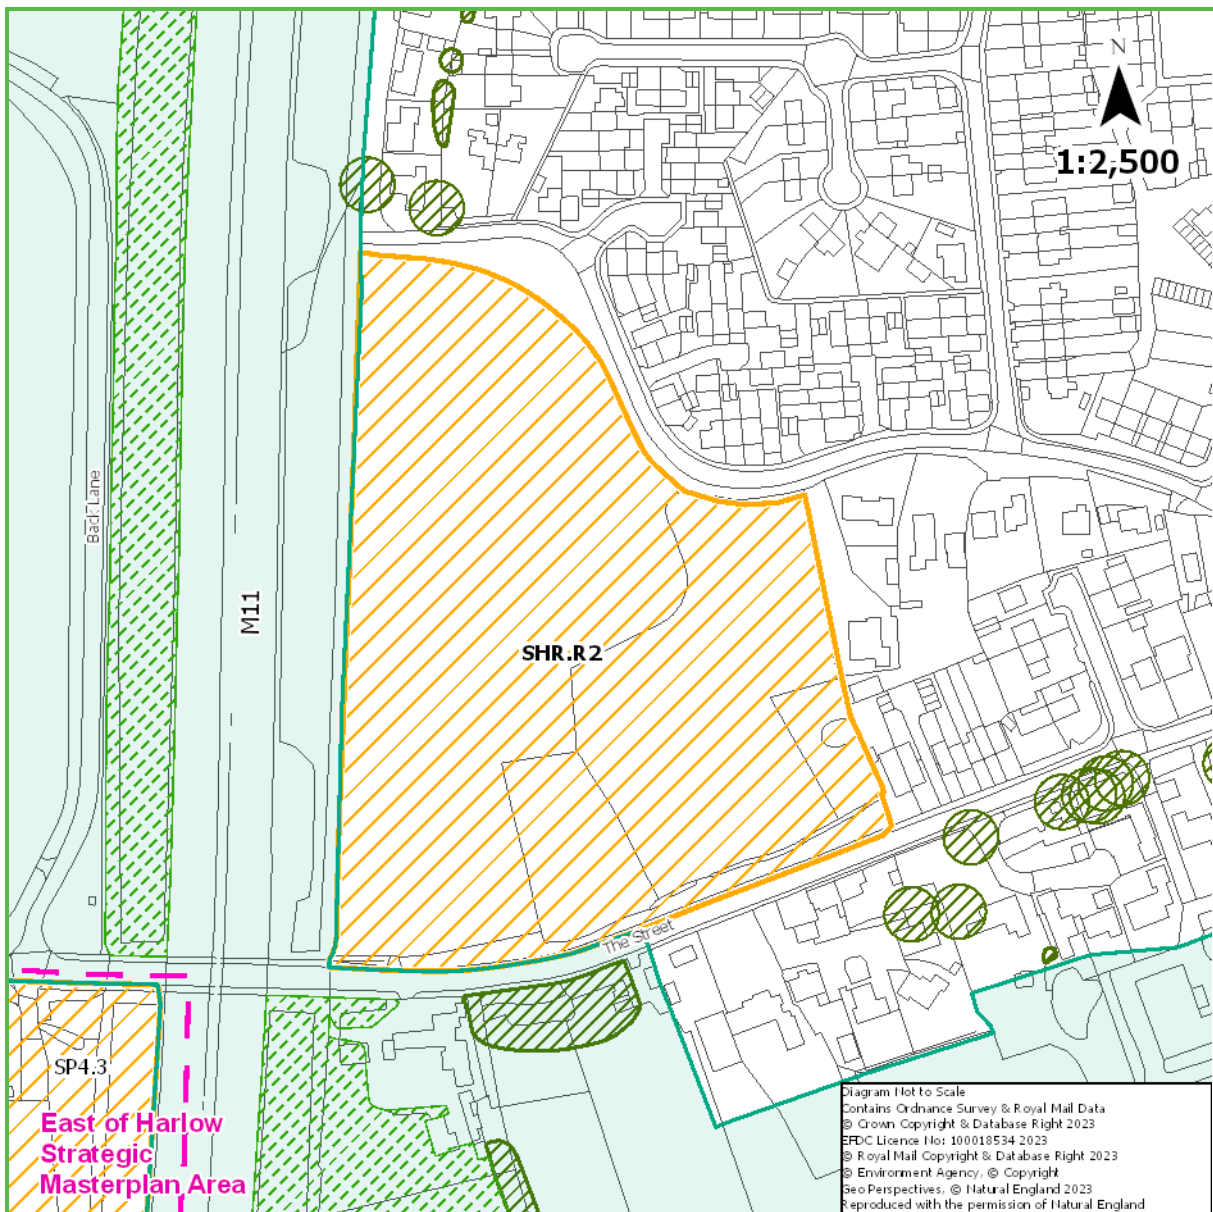 N
1:2,500
Back Lane
M11
SHR.R2
The Street
SP4.3
East of Harlow
Strategic
Masterplan Area
Diagram Not to Scale
Contains Ordnance Survey & Royal Mail Data
© Crown Copyright & Database Right 2023
EFDC Licence No: 100018534 2023
© Royal Mail Copyright & Database Right 2023
© Environment Agency, © Copyright
Geo Perspectives, © Natural England 2023
Reproduced with the permission of Natural England